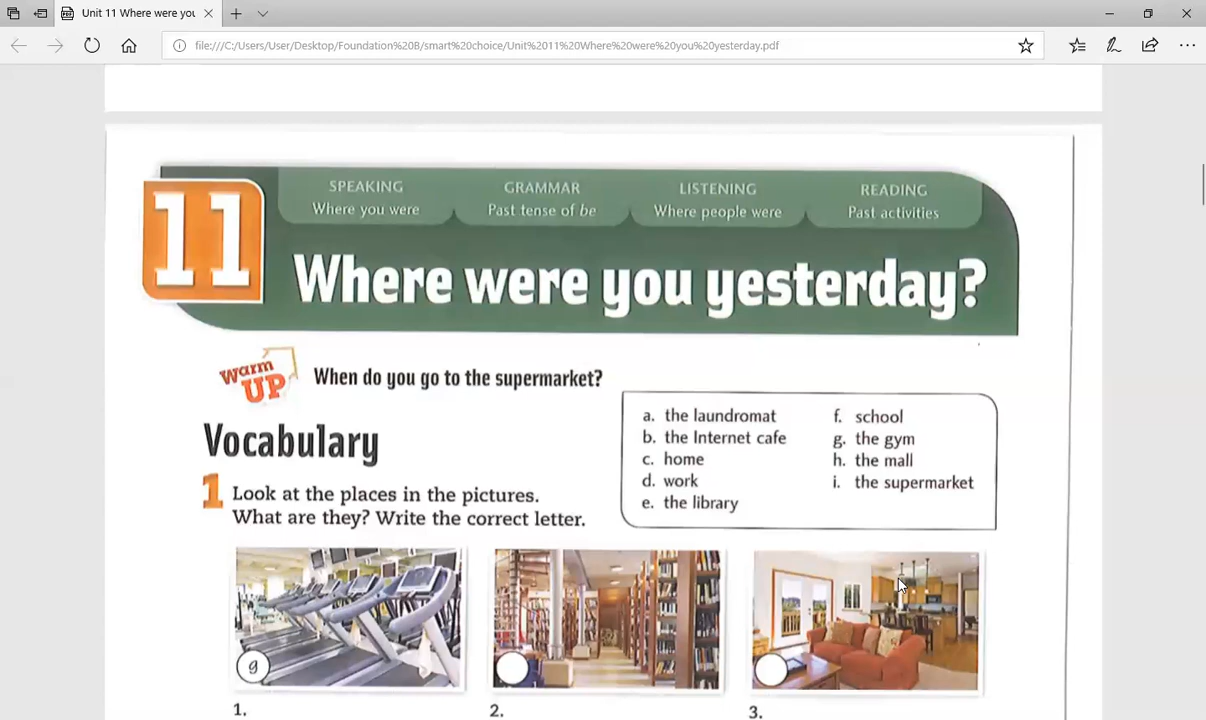 Unit 11 Where were you
file:///C:/Users/User/Desktop/Foundation%20B/smart%20choice/Unit%2011%20Where%20were%20you%20yesterday.pdf
11
SPEAKING
Where you were
GRAMMAR
Past tense of be
LISTENING
Where people were
READING
Past activities
Where were you yesterday?
Warm
UP
When do you go to the supermarket?
Vocabulary
1 Look at the places in the pictures.
What are they? Write the correct letter.
a. the laundromat
b. the Internet cafe
c. home
d. work
e. the library
f. school
g. the gym
h. the mall
i. the supermarket
g
1.
2.
3.